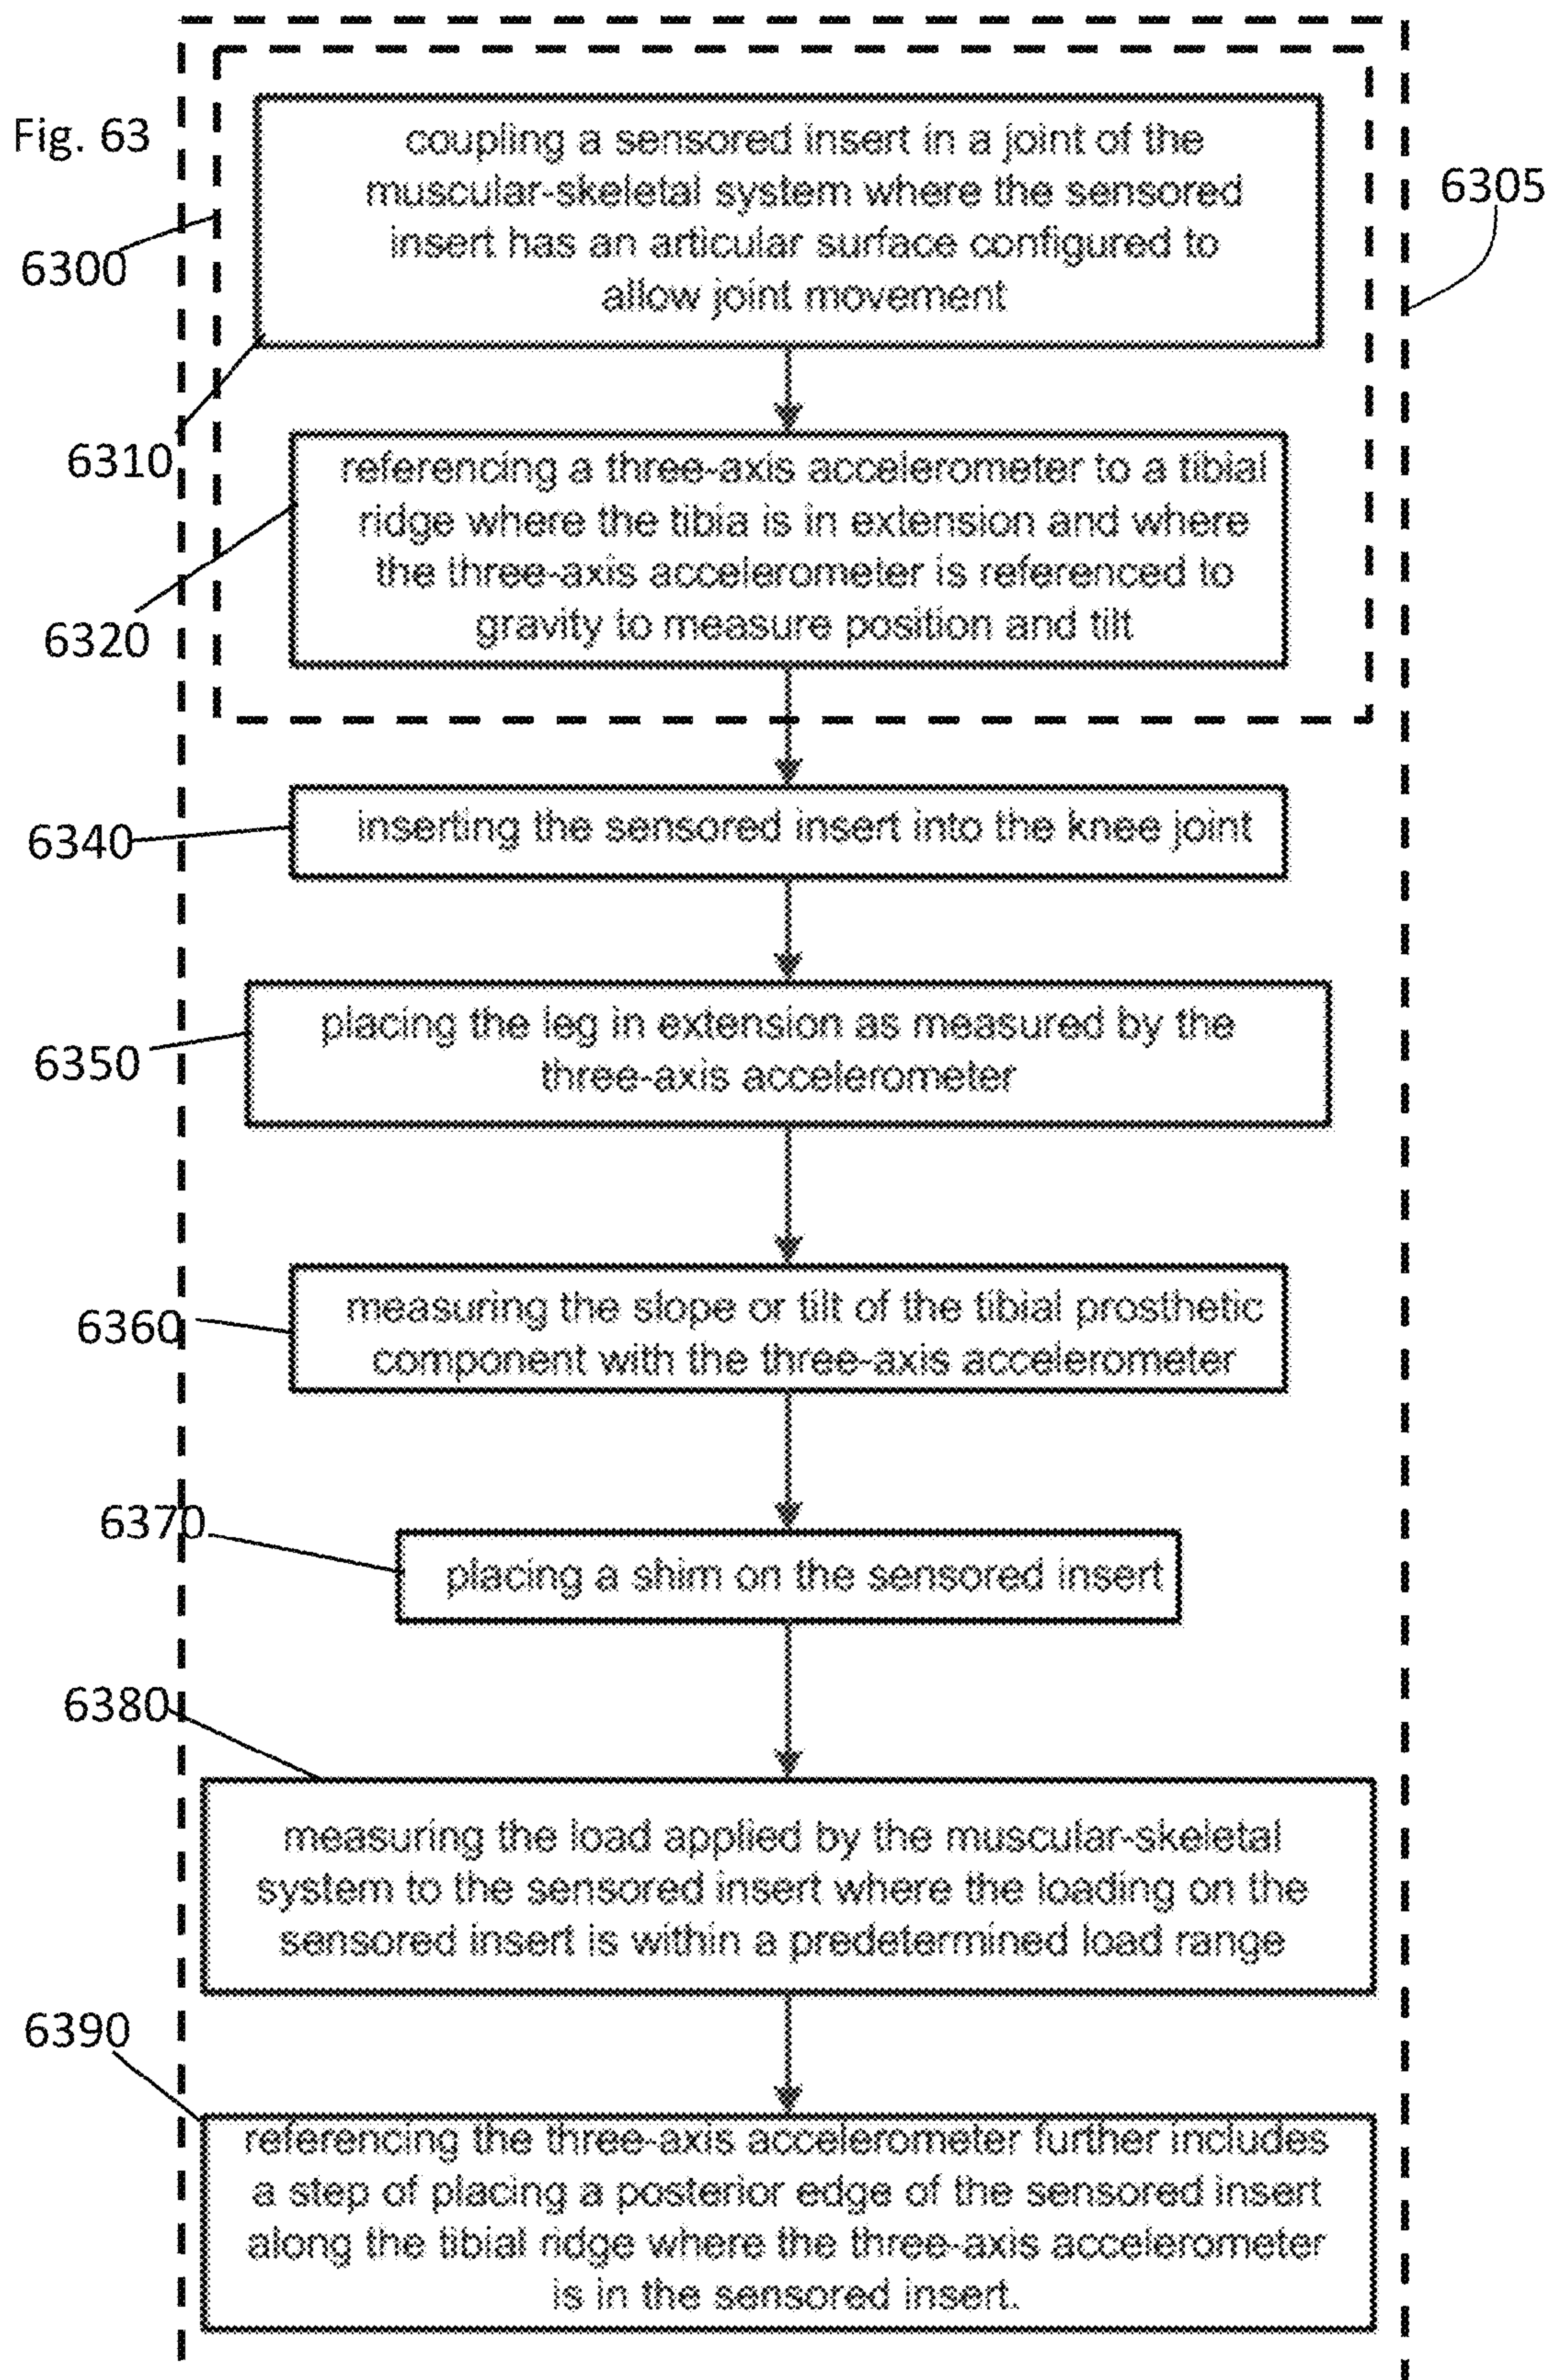 Fig. 63
6300
6305
coupling a sensored insert in a joint of the
muscular-skeletal system where the sensored
insert has an articular surface configured to
allow joint movement
6310
referencing a three-axis accelerometer to a tibial
ridge where the tibia is in extension and where
the three-axis accelerometer is referenced to
gravity to measure position and tilt
6320
inserting the sensored insert into the knee joint
6340
placing the leg in extension as measured by the
three-axis accelerometer
6350
measuring the slope or tilt of the tibial prosthetic
component with the three-axis accelerometer
6360
6370
placing a shim on the sensored insert
6380
measuring the load applied by the muscular-skeletal
system to the sensored insert where the loading on the
sensored insert is within a predetermined load range
6390
referencing the three-axis accelerometer further includes
a step of placing a posterior edge of the sensored insert
along the tibial ridge where the three-axis accelerometer
is in the sensored insert.